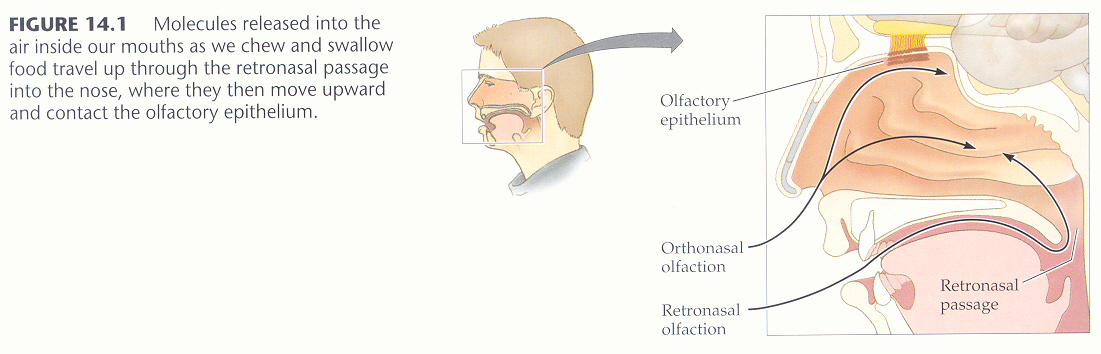 FIGURE 14.1 Molecules released into the
air inside our mouths as we chew and swallow
food travel up through the retronasal passage
into the nose, where they then move upward
and contact the olfactory epithelium.
Olfactory
epithelium
Orthonasal
olfaction
Retronasal
olfaction
Retronasal
passage